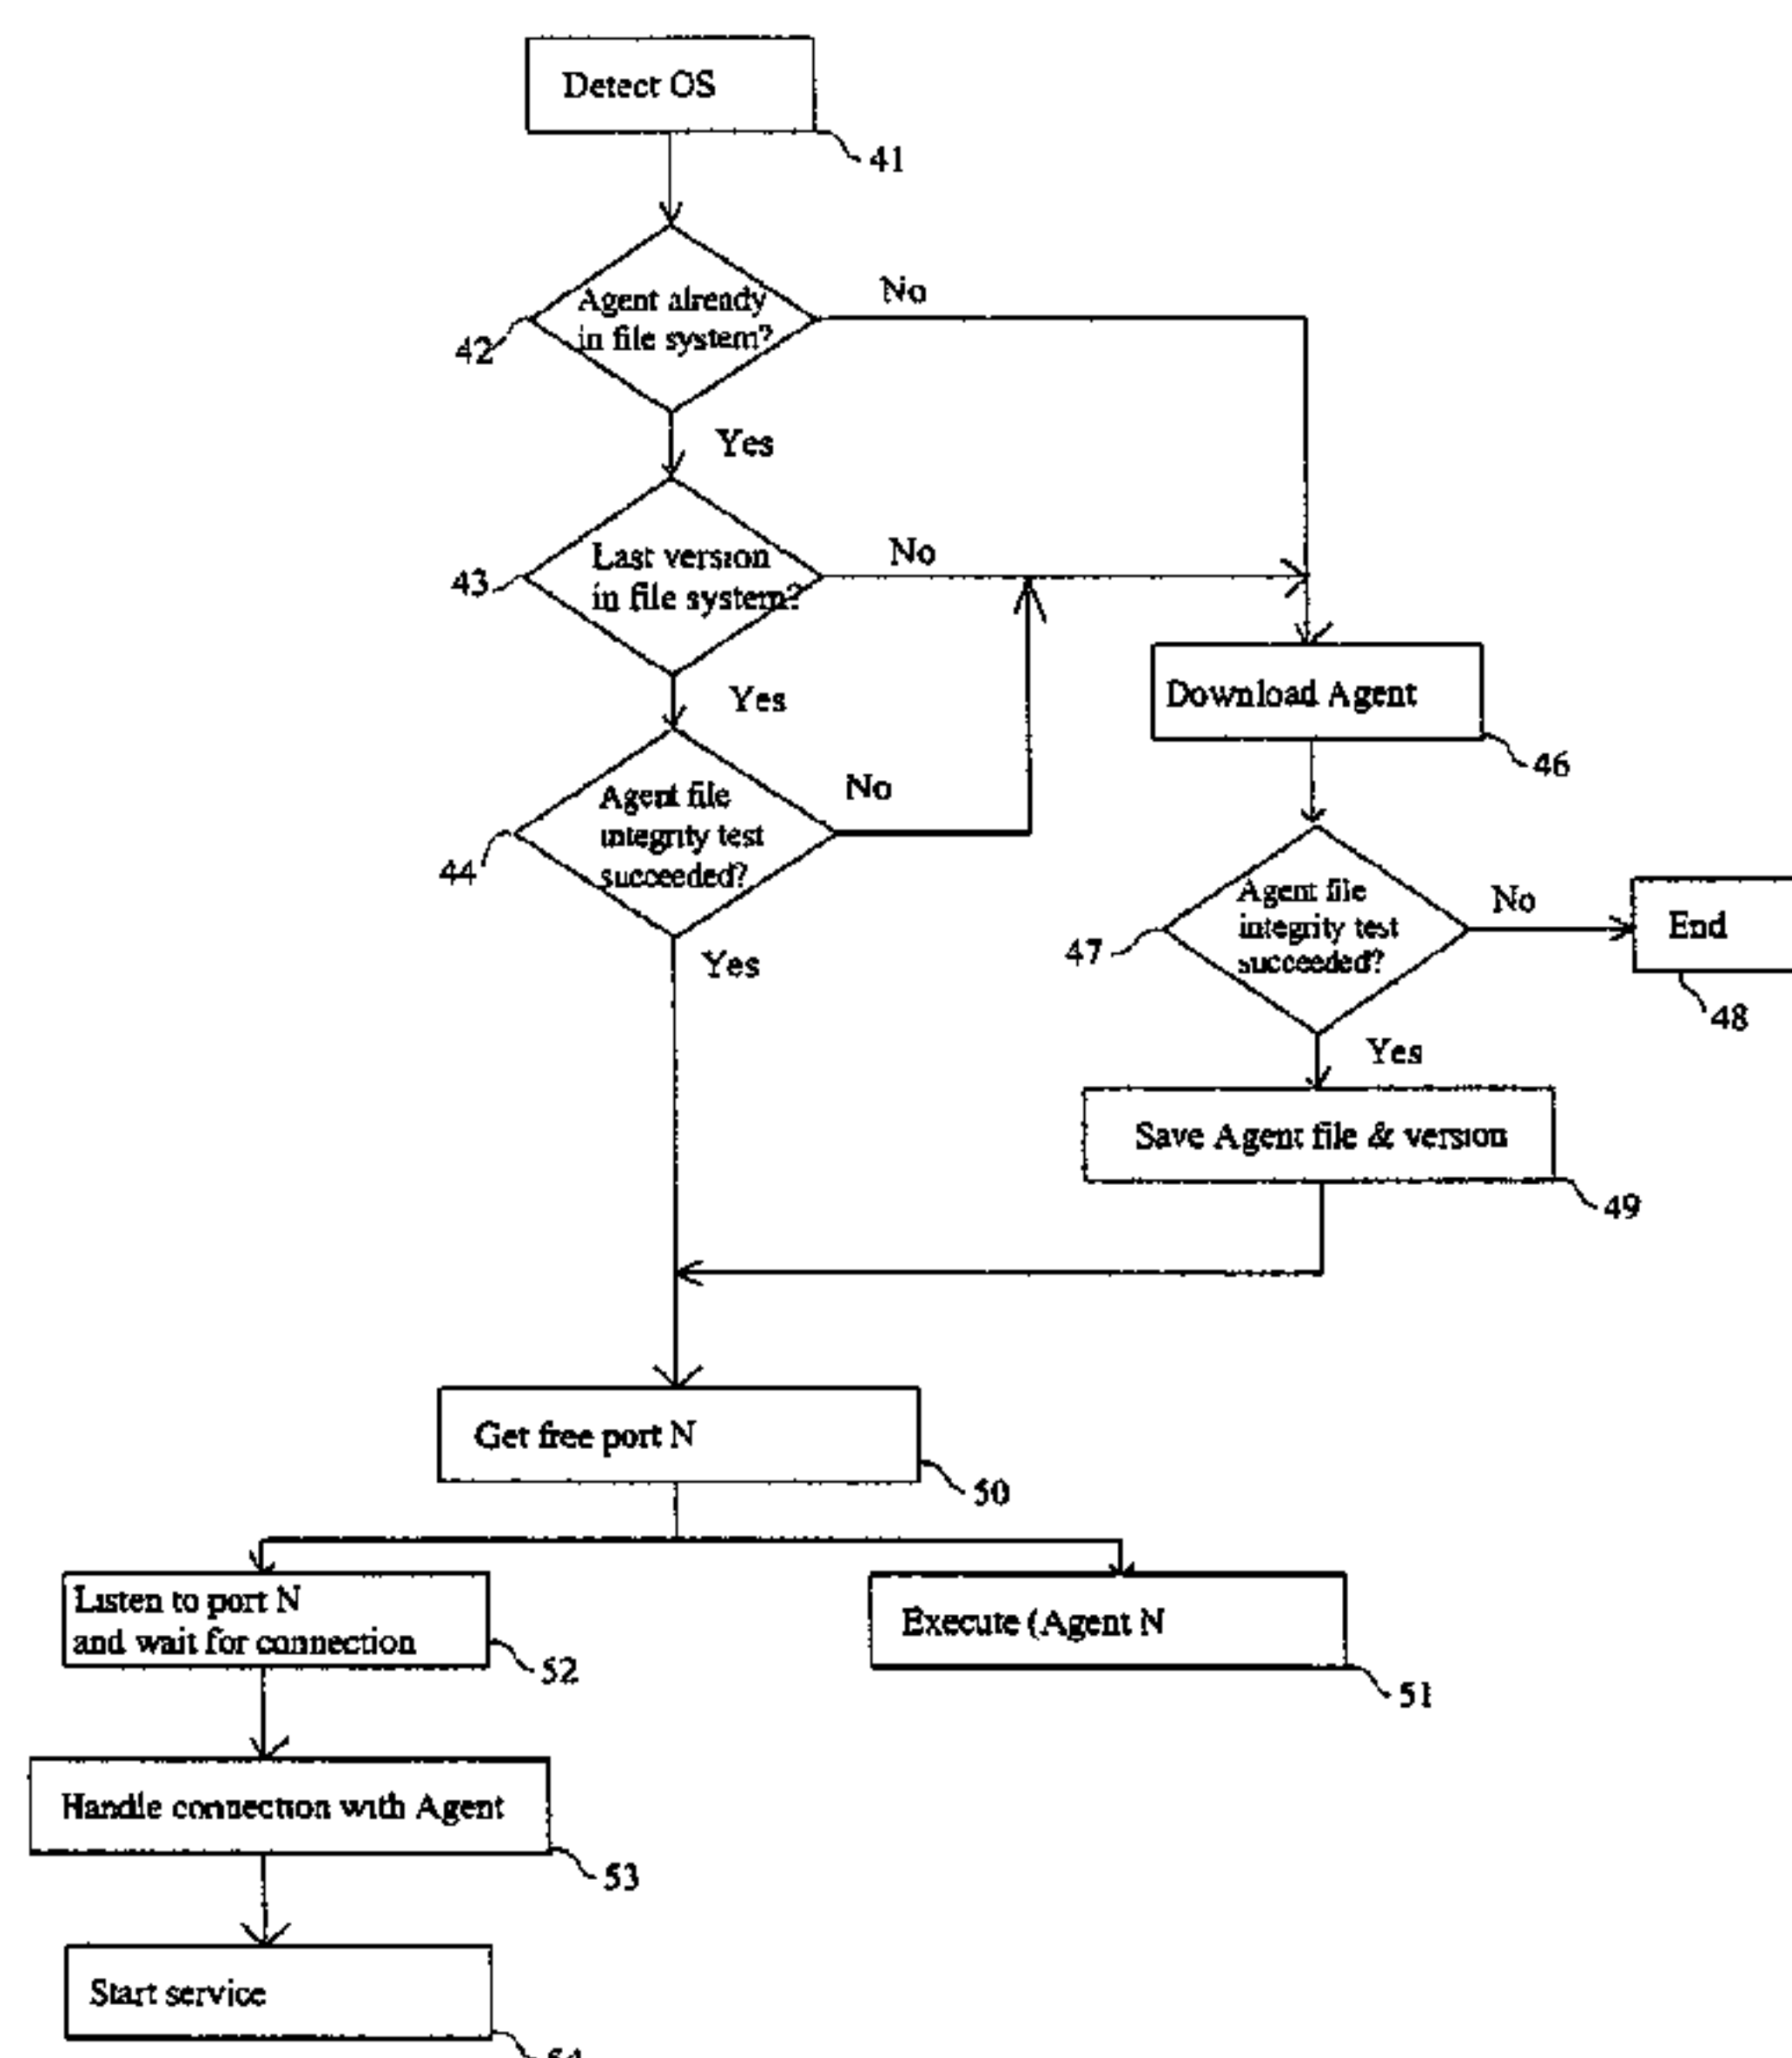 Detect OS
41
Agent already
in file system?
No
42
Yes
Last version
in file system?
No
43
Yes
Download Agent
46
Agent file
integrity test
succeeded?
No
44
Yes
Agent file
integrity test
succeeded?
No
47
End
48
Yes
Save Agent file & version
49
Get free port N
50
Listen to port N
and wait for connection
52
Execute (Agent N
51
Handle connection with Agent
53
Start service